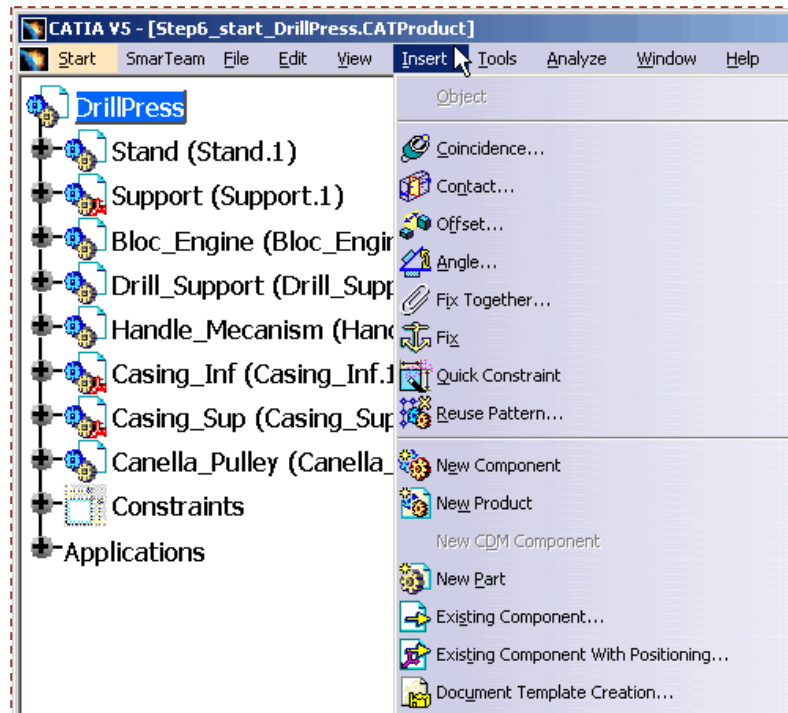 CATIA V5 - [Step6_start_DrillPress.CATProduct]
Start SmarTeam File Edit View Insert Tools Analyze Window Help
DrillPress
Stand (Stand.1)
Support (Support.1)
Bloc_Engine (Bloc_Engin
Drill_Support (Drill_Supp
Handle_Mecanism (Hand
Casing_Inf (Casing_Inf.1
Casing_Sup (Casing_Sup
Canella_Pulley (Canella_
Constraints
Applications
Object
Coincidence...
Contact...
Offset...
Angle...
Fix Together...
Fix
Quick Constraint
Reuse Pattern...
New Component
New Product
New CDM Component
New Part
Existing Component...
Existing Component With Positioning...
Document Template Creation...